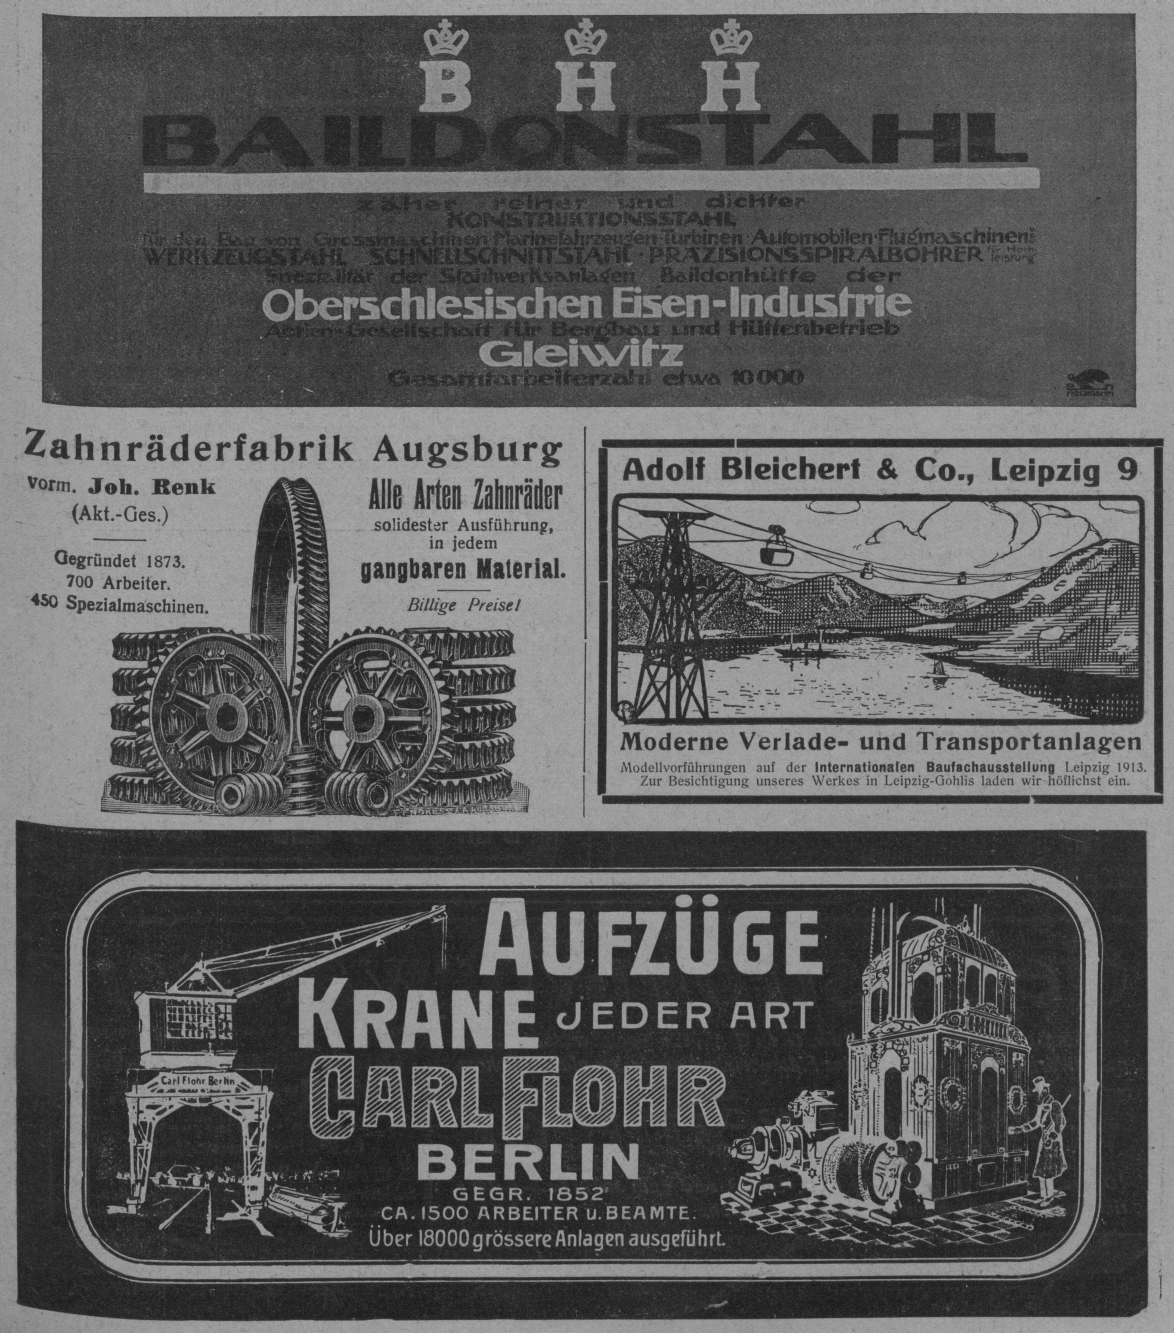 B H H
BAILDONSTAHL
zäher reiner und dichter
KONSTRUKTIONSSTAHL
für den Bau von Grossmaschinen·Marinefahrzeugen·Turbinen·Automobilen·Flugmaschinen etc
WERKZEUGSTAHL SCHNELLSCHNITTSTAHL·PRÄZISIONSSPIRALBOHRER für Hochleistung
Spezialität der Stahlwerksanlagen Baildonhütte der
Oberschlesischen Eisen-Industrie
Actien-Gesellschaft für Bergbau und Hüttenbetrieb
Gleiwitz
Gesamtarbeiterzahl etwa 10000
Zahnräderfabrik Augsburg
vorm. Joh. Renk
(Akt.-Ges.)
Gegründet 1873.
700 Arbeiter.
450 Spezialmaschinen.
Alle Arten Zahnräder
solidester Ausführung,
in jedem
gangbaren Material.
Billige Preise!
Adolf Bleichert & Co., Leipzig 9
Moderne Verlade- und Transportanlagen
Modellvorführungen auf der Internationalen Baufachausstellung Leipzig 1913.
Zur Besichtigung unseres Werkes in Leipzig-Gohlis laden wir höflichst ein.
AUFZÜGE
KRANE JEDER ART
Carl Flohr Berlin
CARL FLOHR
BERLIN
GEGR. 1852
CA. 1500 ARBEITER u. BEAMTE.
Über 18000 grössere Anlagen ausgeführt.